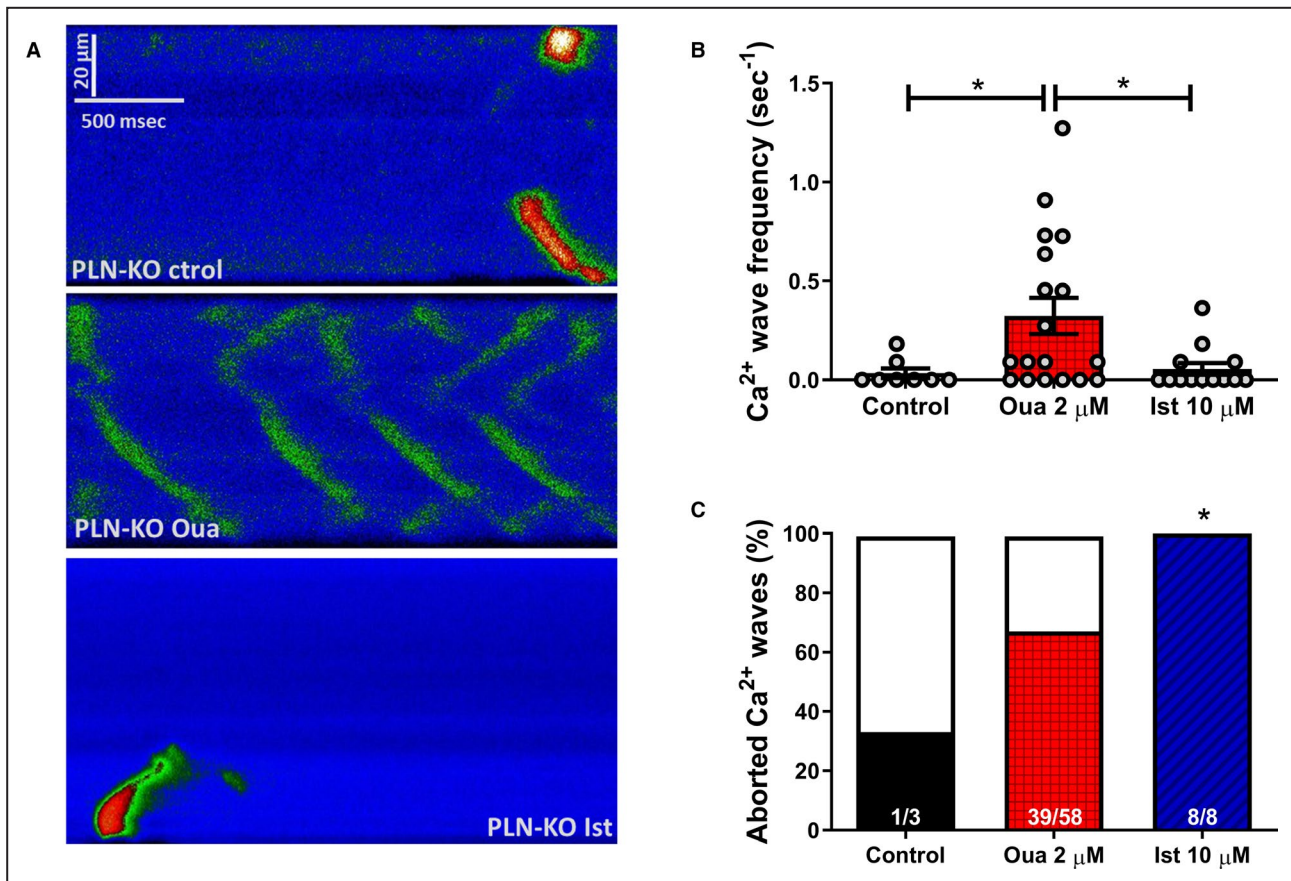 A
20 μm
500 msec
PLN-KO ctrol
PLN-KO Oua
PLN-KO Ist
B
Ca²⁺ wave frequency (sec⁻¹)
1.5
1.0
0.5
0.0
* *
Control Oua 2 μM Ist 10 μM
C
Aborted Ca²⁺ waves (%)
100
80
60
40
20
0
*
1/3 39/58 8/8
Control Oua 2 μM Ist 10 μM